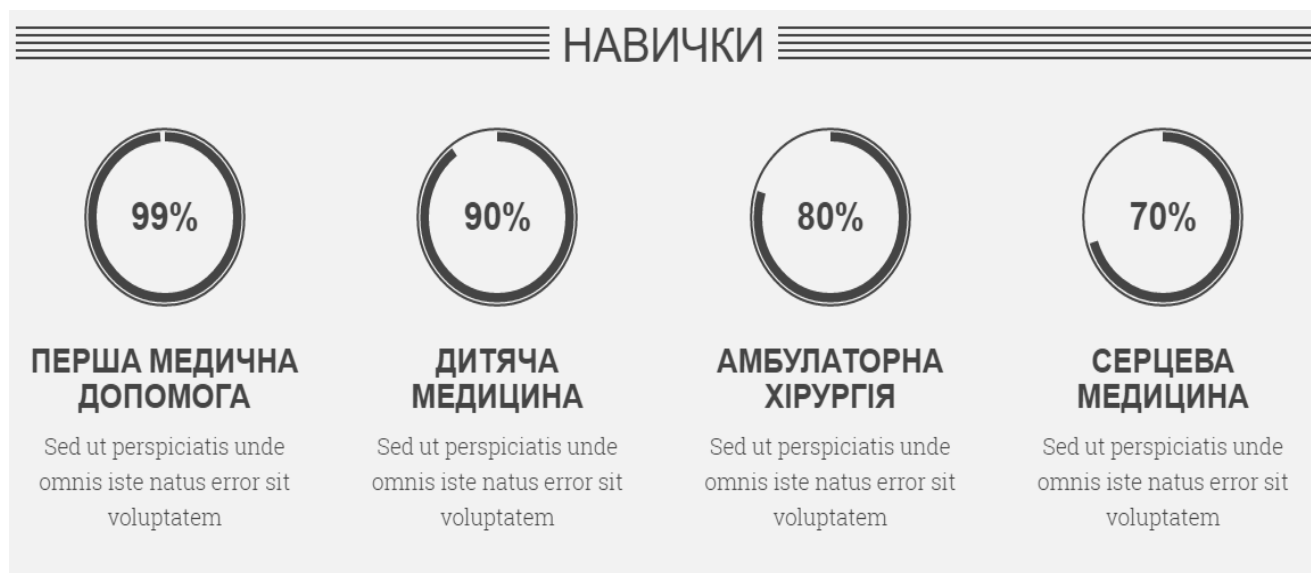 НАВИЧКИ
99%
90%
80%
70%
ПЕРША МЕДИЧНА
ДОПОМОГА
Sed ut perspiciatis unde
omnis iste natus error sit
voluptatem
ДИТЯЧА
МЕДИЦИНА
Sed ut perspiciatis unde
omnis iste natus error sit
voluptatem
АМБУЛАТОРНА
ХІРУРГІЯ
Sed ut perspiciatis unde
omnis iste natus error sit
voluptatem
СЕРЦЕВА
МЕДИЦИНА
Sed ut perspiciatis unde
omnis iste natus error sit
voluptatem